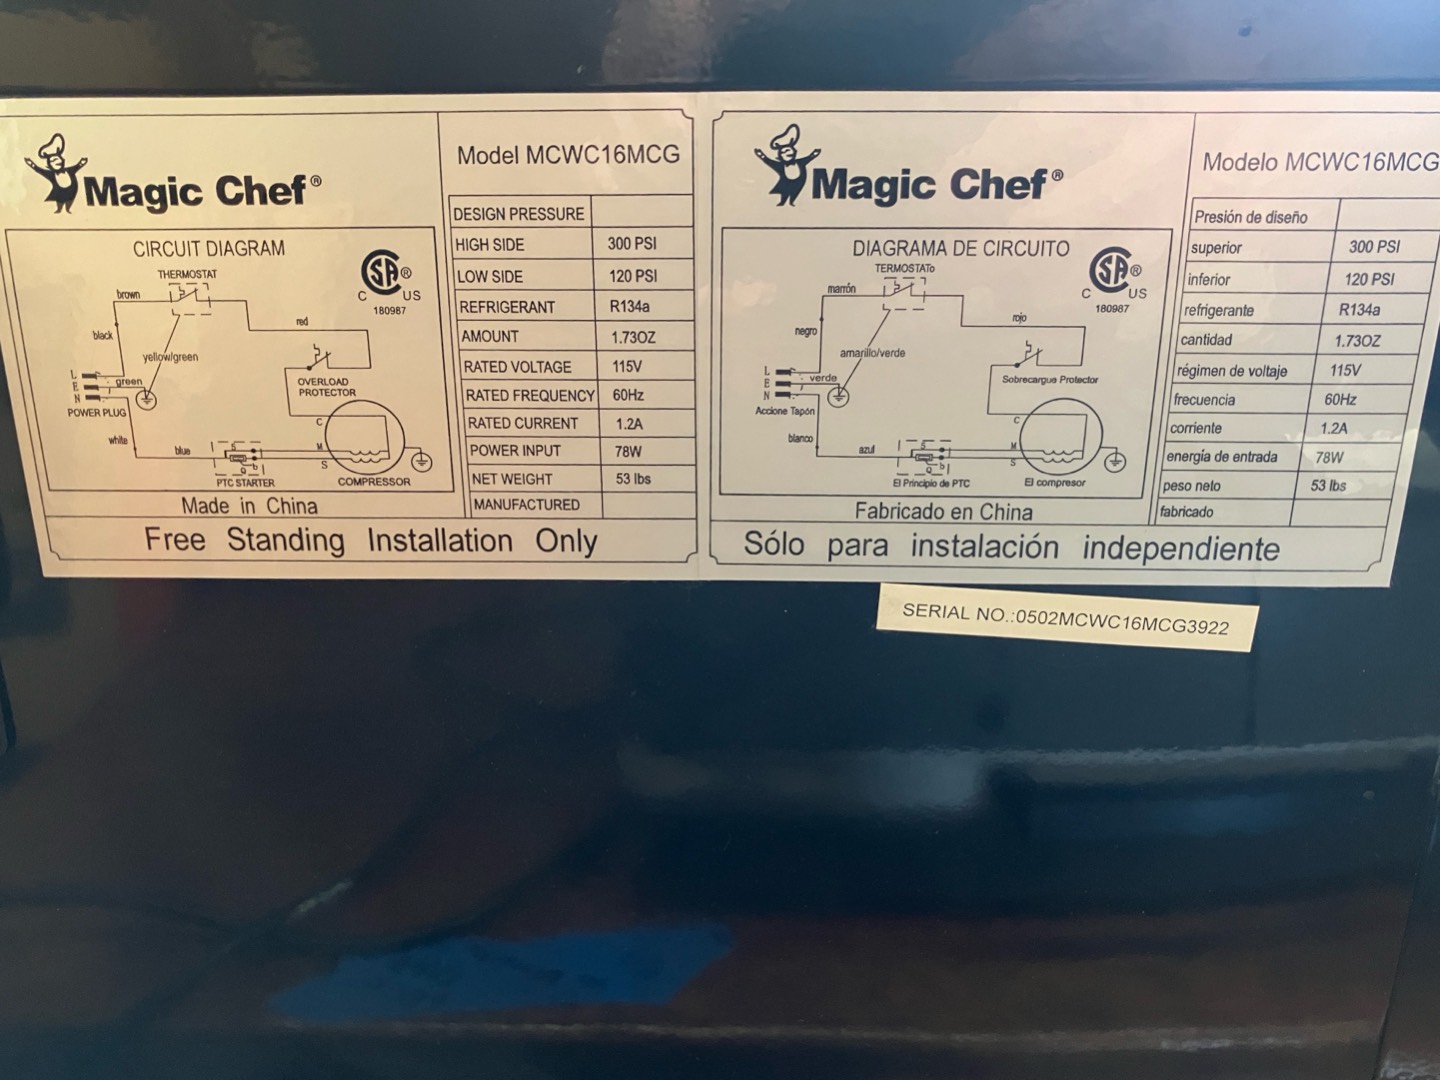 Magic Chef®
Model MCWC16MCG
CIRCUIT DIAGRAM
THERMOSTAT
SA®
C US
180987
brown
black
red
yellow/green
L
E
N
green
POWER PLUG
OVERLOAD
PROTECTOR
white
blue
S
Q b
C
M
S
PTC STARTER
COMPRESSOR
Made in China
DESIGN PRESSURE
HIGH SIDE 300 PSI
LOW SIDE 120 PSI
REFRIGERANT R134a
AMOUNT 1.73OZ
RATED VOLTAGE 115V
RATED FREQUENCY 60Hz
RATED CURRENT 1.2A
POWER INPUT 78W
NET WEIGHT 53 lbs
MANUFACTURED
Free Standing Installation Only
Magic Chef®
Modelo MCWC16MCG
DIAGRAMA DE CIRCUITO
TERMOSTATo
SA®
C US
180987
marrón
negro
rojo
amarillo/verde
L
E
N
verde
Accione Tapón
Sobrecargue Protector
blanco
azul
S
Q b
C
M
S
El Principio de PTC
El compresor
Fabricado en China
Presión de diseño
superior 300 PSI
inferior 120 PSI
refrigerante R134a
cantidad 1.73OZ
régimen de voltaje 115V
frecuencia 60Hz
corriente 1.2A
energía de entrada 78W
peso neto 53 lbs
fabricado
Sólo para instalación independiente
SERIAL NO.:0502MCWC16MCG3922